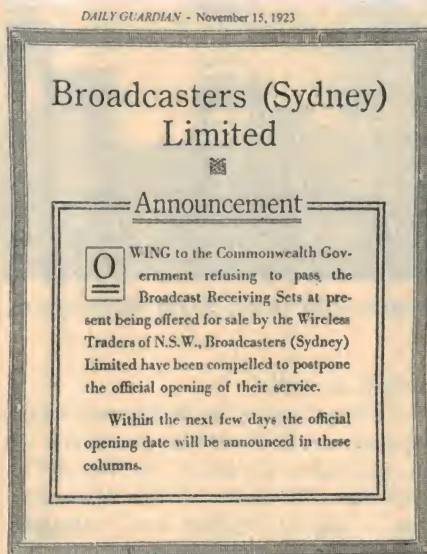 DAILY GUARDIAN - November 15, 1923
Broadcasters (Sydney)
Limited
Announcement
OWING to the Commonwealth Gov-
ernment refusing to pass the
Broadcast Receiving Sets at pre-
sent being offered for sale by the Wireless
Traders of N.S.W., Broadcasters (Sydney)
Limited have been compelled to postpone
the official opening of their service.
Within the next few days the official
opening date will be announced in these
columns.